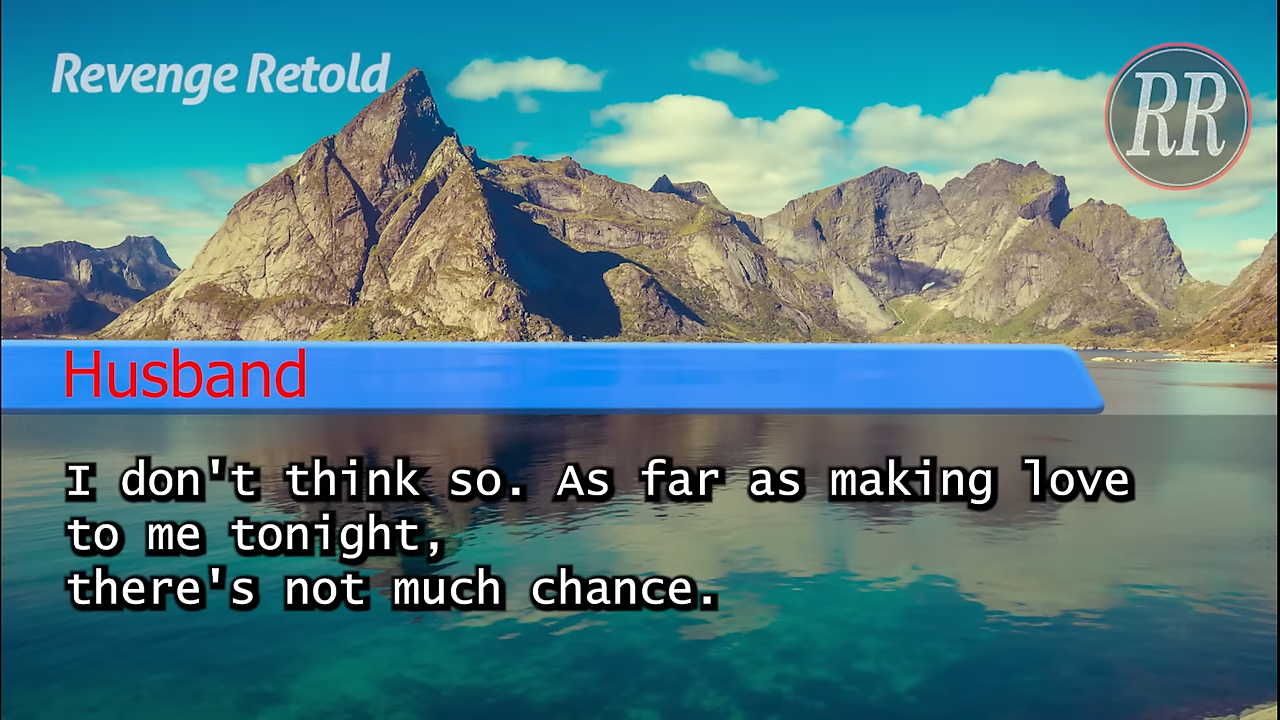 Revenge Retold
RR
Husband
I don't think so. As far as making love
to me tonight,
there's not much chance.